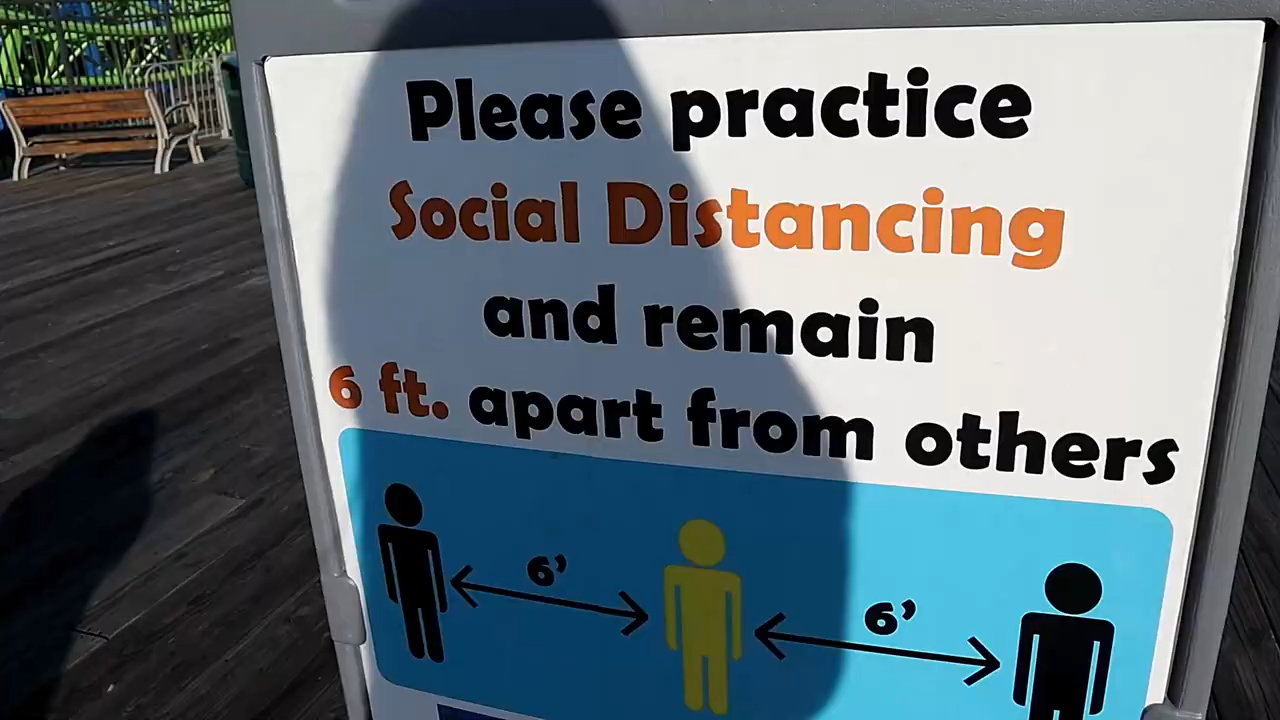 Please practice
Social Distancing
and remain
6 ft. apart from others
6’
6’